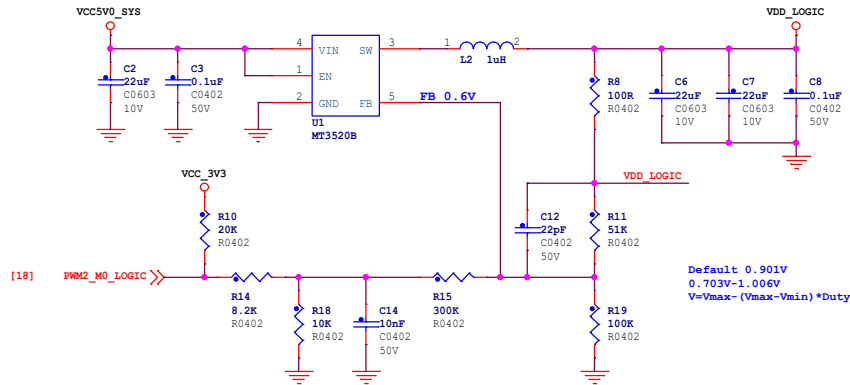 VCC5V0_SYS
VDD_LOGIC
4 VIN SW 3
1 EN
2 GND FB 5
U1
MT3520B
1 2
L2 1uH
FB 0.6V
C2
22uF
C0603
10V
C3
0.1uF
C0402
50V
R8
100R
R0402
C6
22uF
C0603
10V
C7
22uF
C0603
10V
C8
0.1uF
C0402
50V
VCC_3V3
VDD_LOGIC
R10
20K
R0402
C12
22pF
C0402
50V
R11
51K
R0402
[18] PWM2_M0_LOGIC
R14
8.2K
R0402
R18
10K
R0402
C14
10nF
C0402
50V
R15
300K
R0402
R19
100K
R0402
Default 0.901V
0.703V-1.006V
V=Vmax-(Vmax-Vmin)*Duty